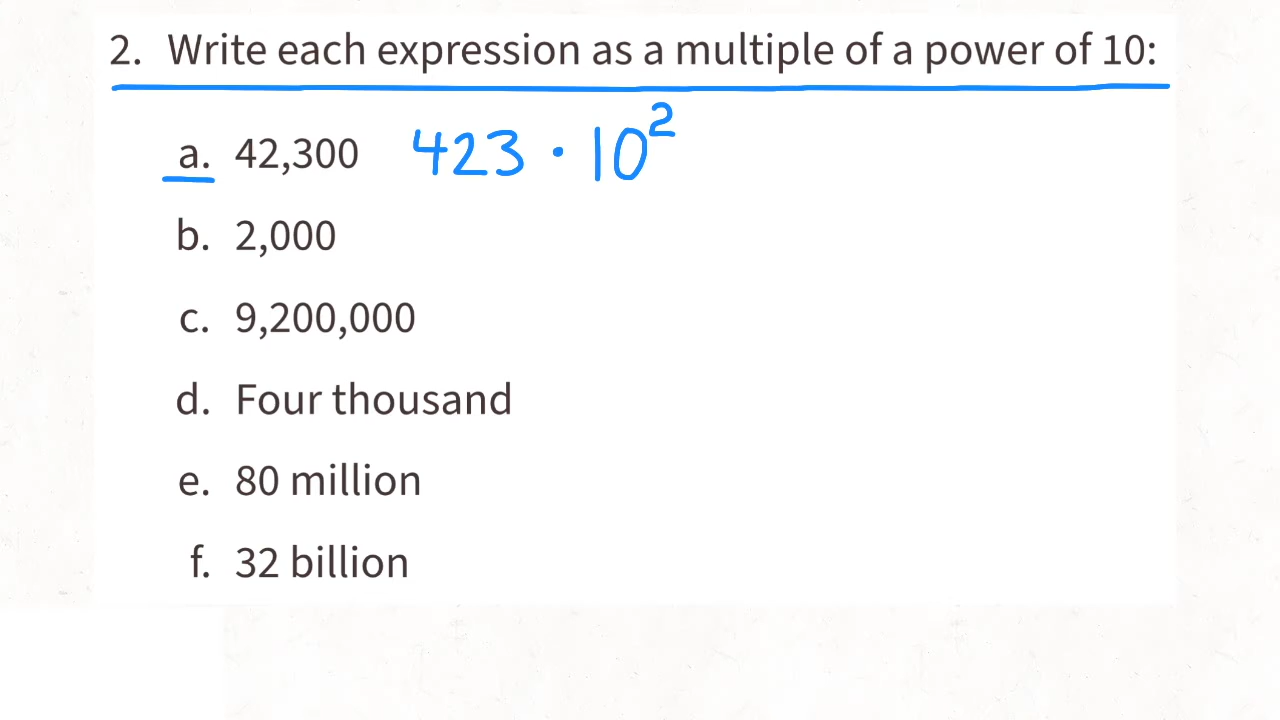 2. Write each expression as a multiple of a power of 10:
a. 42,300 423 · 10²
b. 2,000
c. 9,200,000
d. Four thousand
e. 80 million
f. 32 billion